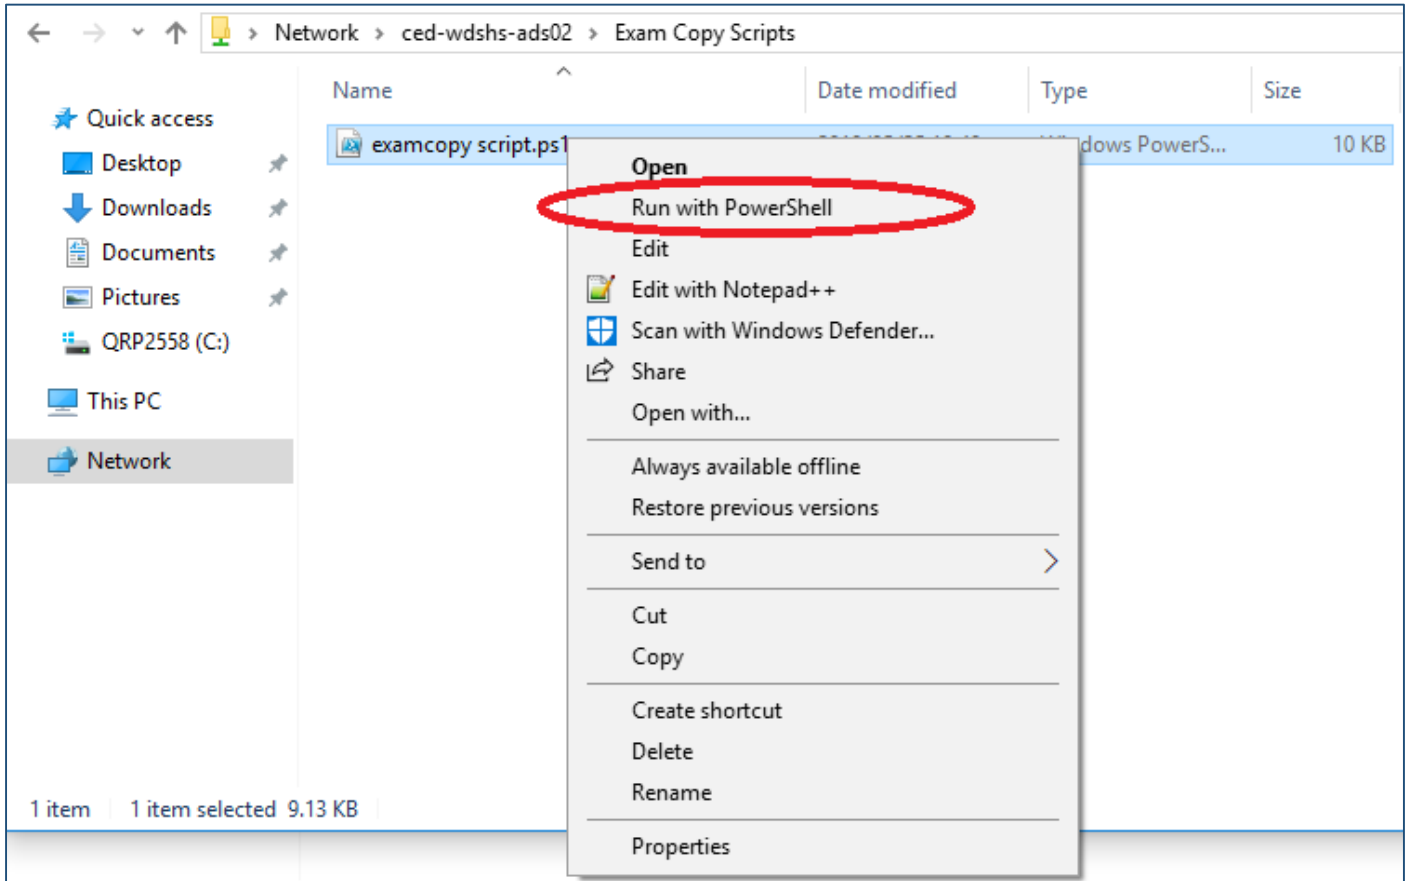 Network > ced-wdshs-ads02 > Exam Copy Scripts
Name Date modified Type Size
Quick access
Desktop
Downloads
Documents
Pictures
QRP2558 (C:)
This PC
Network
examcopy script.ps1 dows PowerS... 10 KB
Open
Run with PowerShell
Edit
Edit with Notepad++
Scan with Windows Defender...
Share
Open with...
Always available offline
Restore previous versions
Send to
Cut
Copy
Create shortcut
Delete
Rename
Properties
1 item 1 item selected 9.13 KB